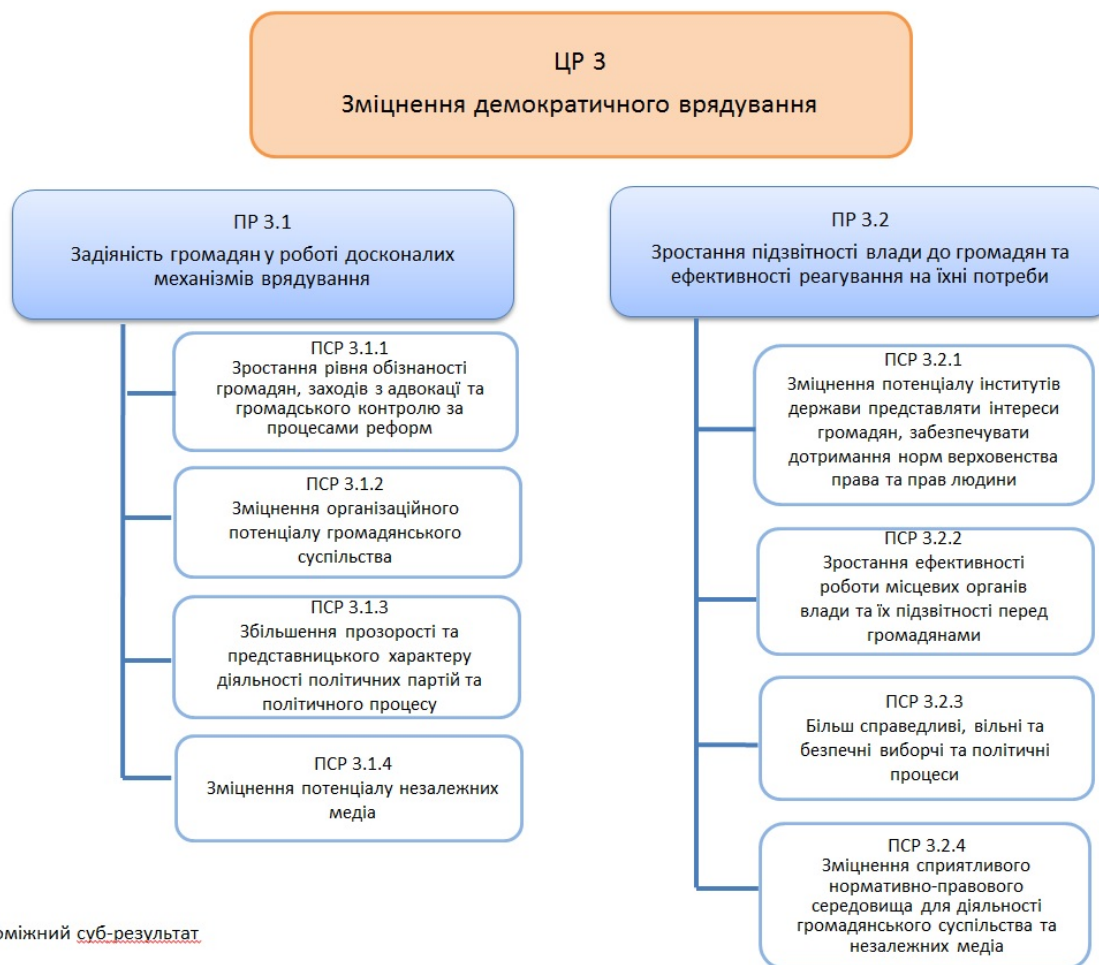 ЦР 3
Зміцнення демократичного врядування
ПР 3.1
Задіяність громадян у роботі досконалих
механізмів врядування
ПСР 3.1.1
Зростання рівня обізнаності
громадян, заходів з адвокації та
громадського контролю за
процесами реформ
ПСР 3.1.2
Зміцнення організаційного
потенціалу громадянського
суспільства
ПСР 3.1.3
Збільшення прозорості та
представницького характеру
діяльності політичних партій та
політичного процесу
ПСР 3.1.4
Зміцнення потенціалу незалежних
медіа
ПР 3.2
Зростання підзвітності влади до громадян та
ефективності реагування на їхні потреби
ПСР 3.2.1
Зміцнення потенціалу інститутів
держави представляти інтереси
громадян, забезпечувати
дотримання норм верховенства
права та прав людини
ПСР 3.2.2
Зростання ефективності
роботи місцевих органів
влади та їх підзвітності перед
громадянами
ПСР 3.2.3
Більш справедливі, вільні та
безпечні виборчі та політичні
процеси
ПСР 3.2.4
Зміцнення сприятливого
нормативно-правового
середовища для діяльності
громадянського суспільства та
незалежних медіа
суб-результат